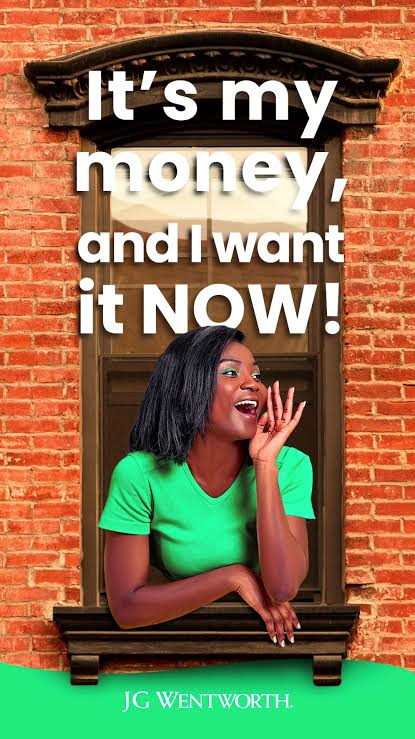 It's my
money,
and I want
it NOW!
JG WENTWORTH®